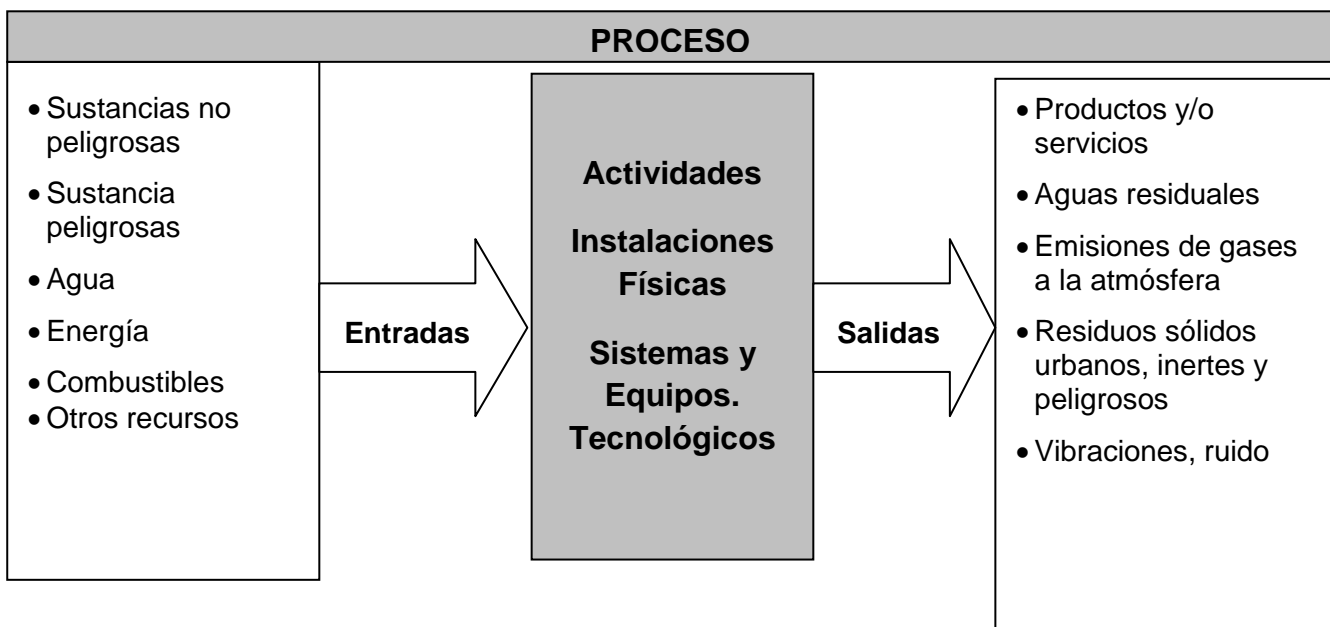 PROCESO
• Sustancias no
peligrosas
• Sustancia
peligrosas
• Agua
• Energía
• Combustibles
• Otros recursos
Entradas
Actividades
Instalaciones
Físicas
Sistemas y
Equipos.
Tecnológicos
Salidas
• Productos y/o
servicios
• Aguas residuales
• Emisiones de gases
a la atmósfera
• Residuos sólidos
urbanos, inertes y
peligrosos
• Vibraciones, ruido